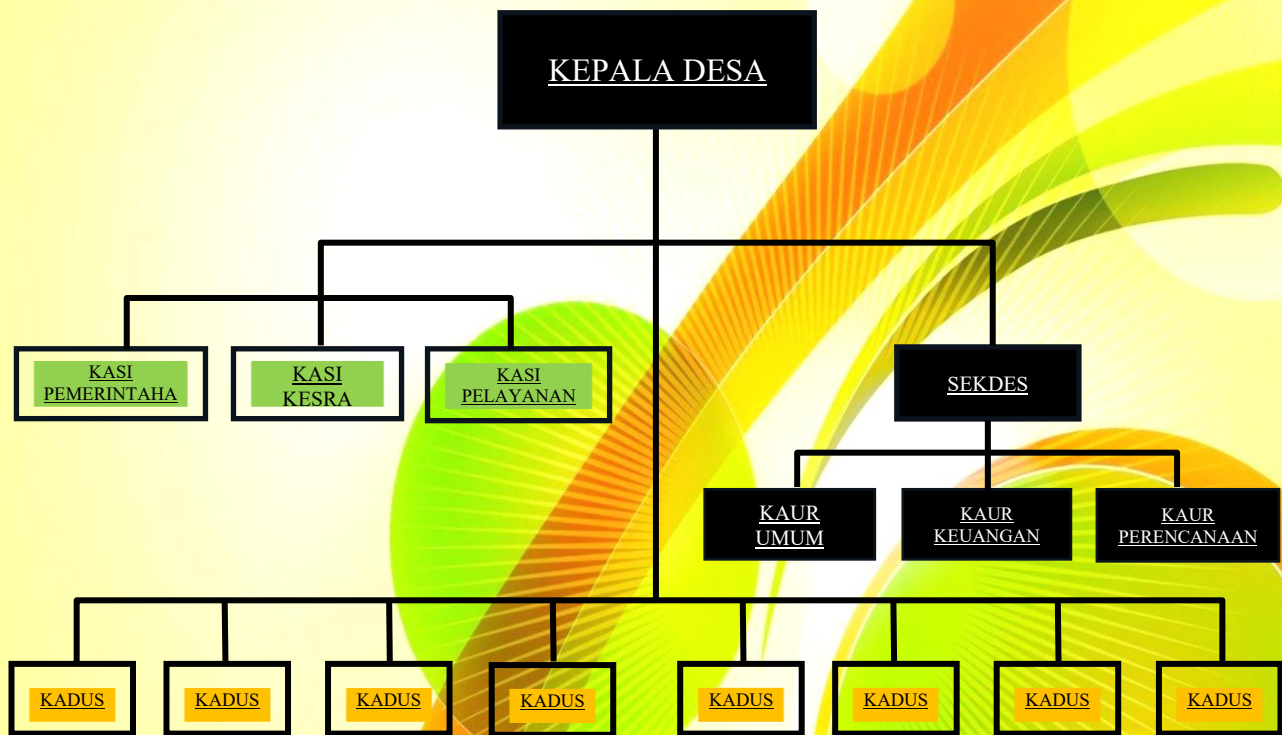 KEPALA DESA
KASI
PEMERINTAHA
KASI
KESRA
KASI
PELAYANAN
SEKDES
KAUR
UMUM
KAUR
KEUANGAN
KAUR
PERENCANAAN
KADUS
KADUS
KADUS
KADUS
KADUS
KADUS
KADUS
KADUS